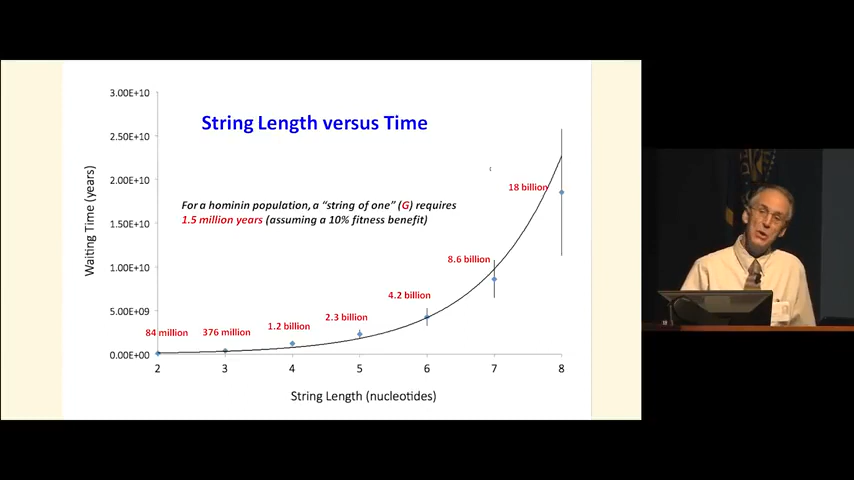 3.00E+10
String Length versus Time
2.50E+10
2.00E+10
18 billion
For a hominin population, a “string of one” (G) requires
1.5 million years (assuming a 10% fitness benefit)
1.50E+10
Waiting Time (years)
8.6 billion
1.00E+10
4.2 billion
2.3 billion
5.00E+09
1.2 billion
84 million
376 million
0.00E+00
2 3 4 5 6 7 8
String Length (nucleotides)